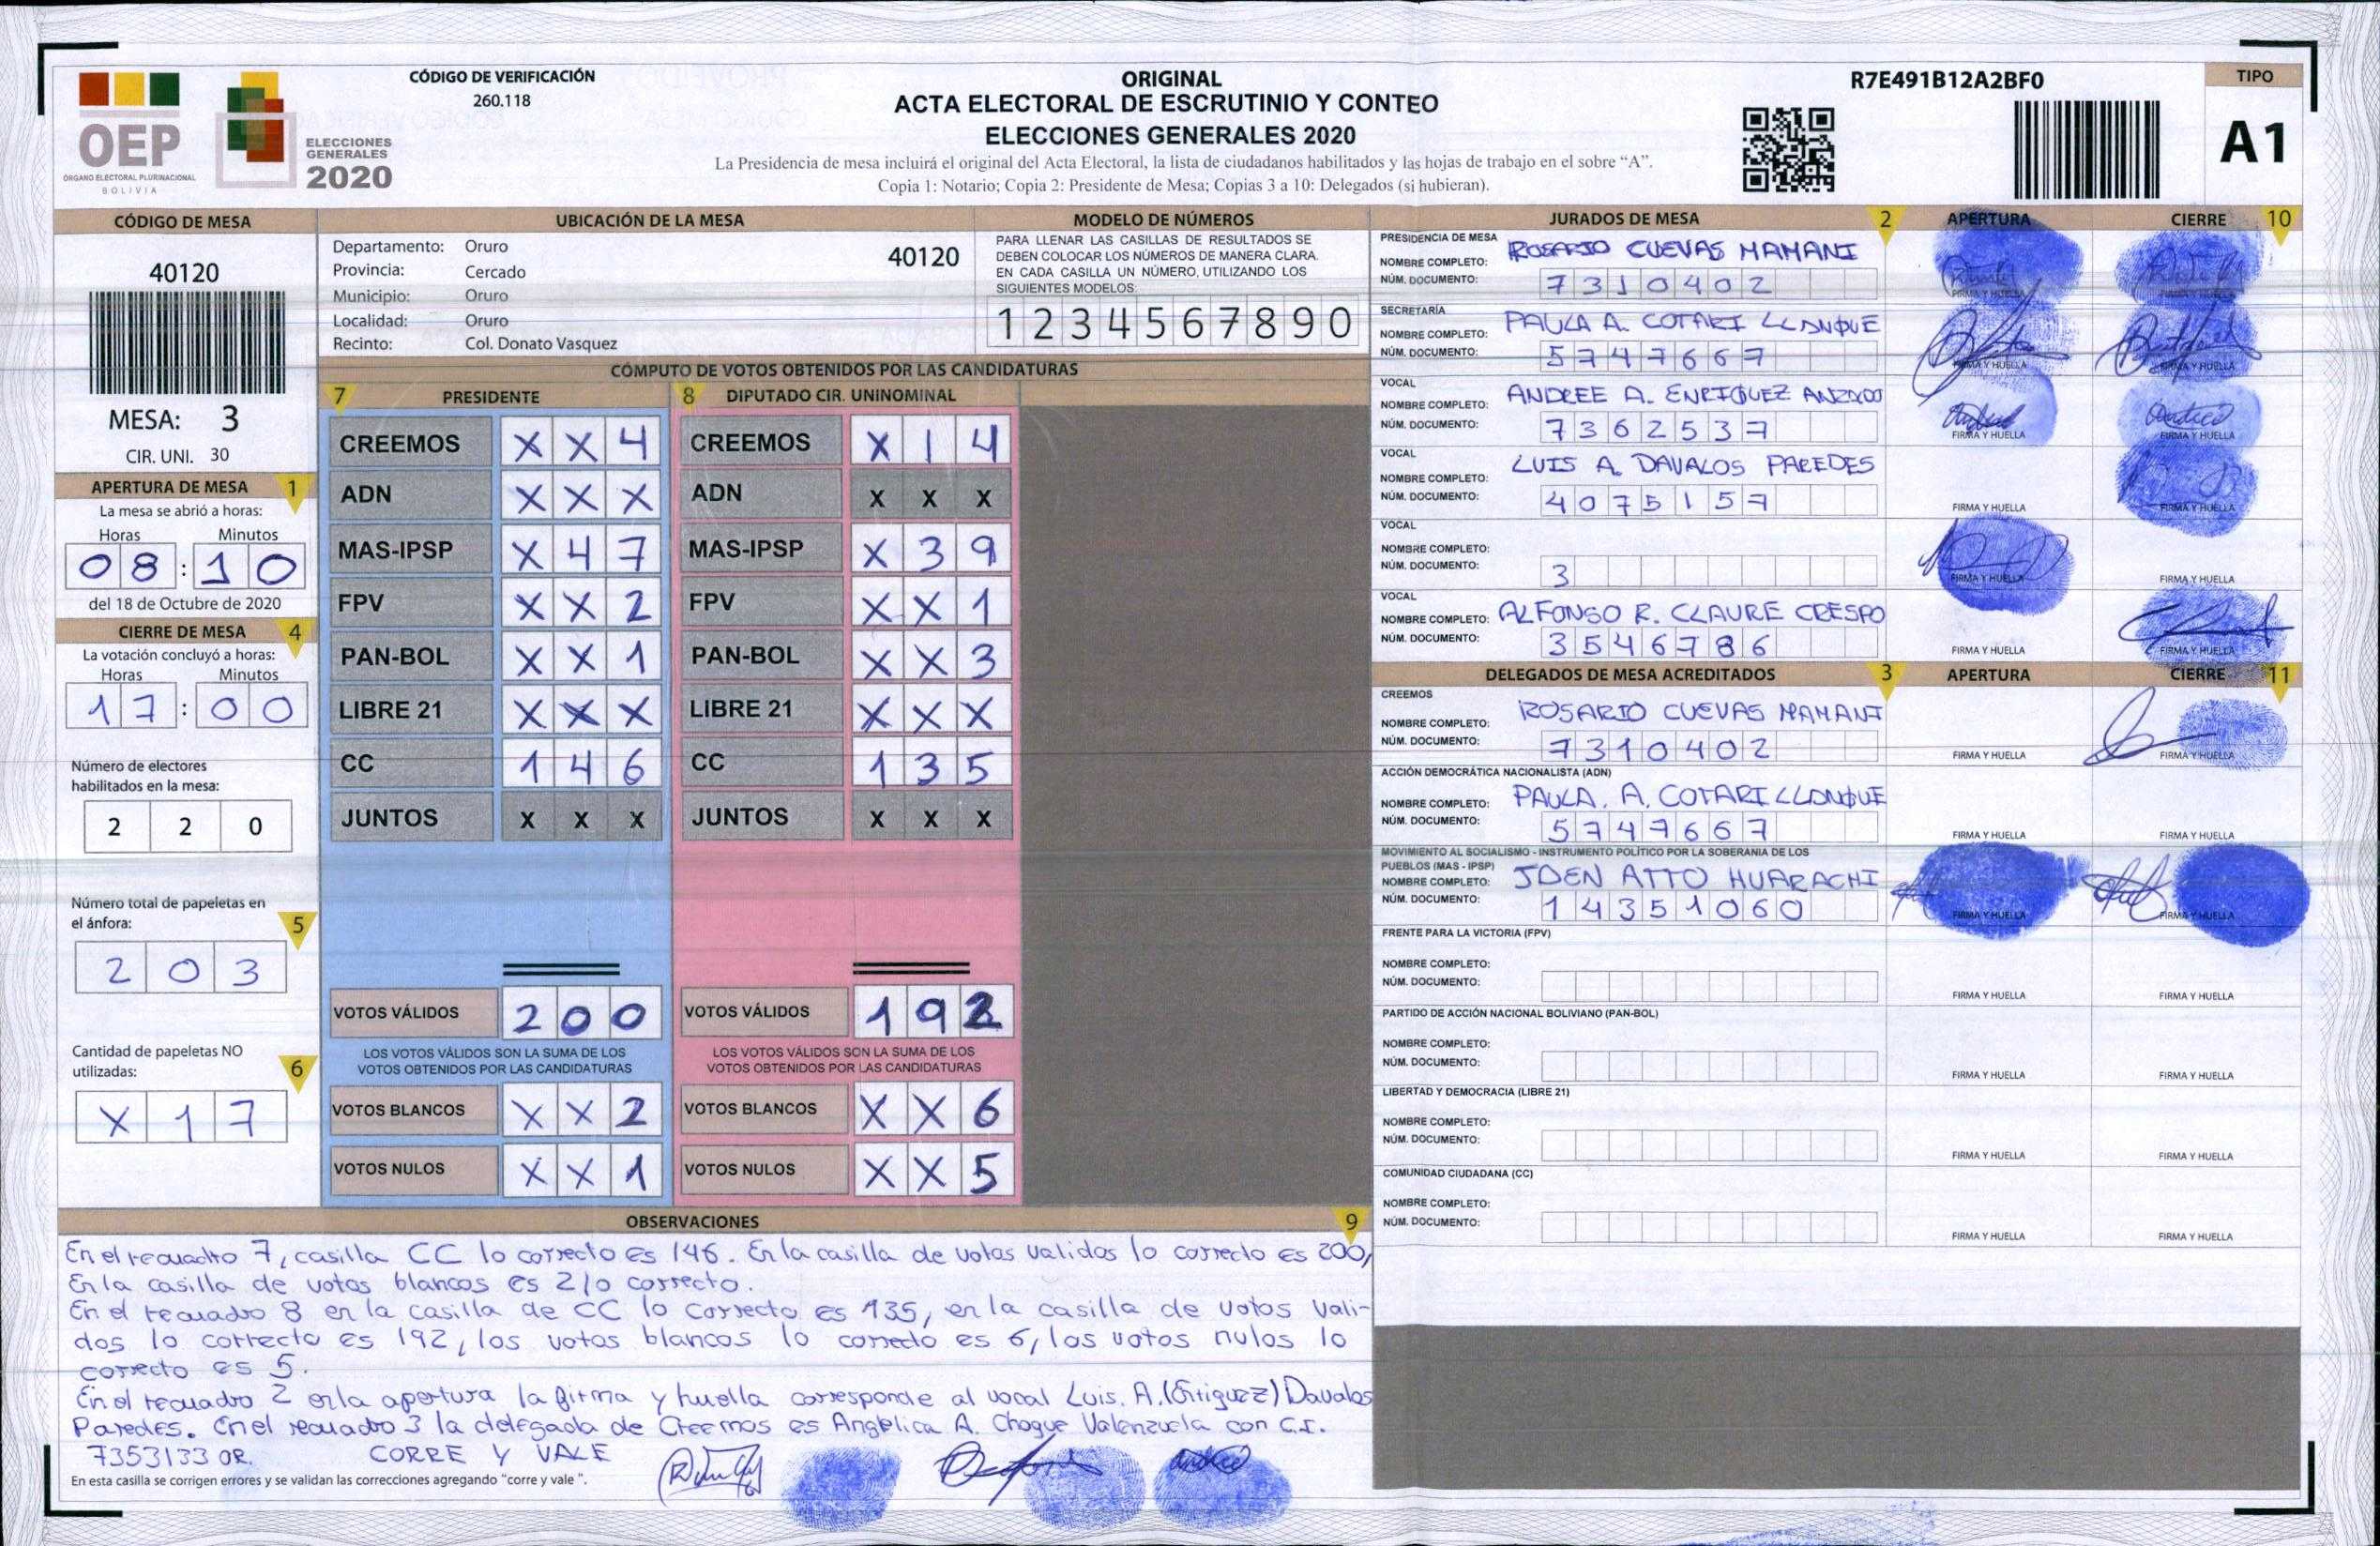 OEP
ÓRGANO ELECTORAL PLURINACIONAL
BOLIVIA
ELECCIONES
GENERALES
2020
CÓDIGO DE VERIFICACIÓN
260.118
ORIGINAL
ACTA ELECTORAL DE ESCRUTINIO Y CONTEO
ELECCIONES GENERALES 2020
La Presidencia de mesa incluirá el original del Acta Electoral, la lista de ciudadanos habilitados y las hojas de trabajo en el sobre “A”.
Copia 1: Notario; Copia 2: Presidente de Mesa; Copias 3 a 10: Delegados (si hubieran).
R7E491B12A2BF0
TIPO
A1
CÓDIGO DE MESA
40120
MESA: 3
CIR. UNI. 30
APERTURA DE MESA 1
La mesa se abrió a horas:
Horas Minutos
08:10
del 18 de Octubre de 2020
CIERRE DE MESA 4
La votación concluyó a horas:
Horas Minutos
17:00
Número de electores
habilitados en la mesa:
2 2 0
Número total de papeletas en
el ánfora: 5
2 0 3
Cantidad de papeletas NO
utilizadas: 6
X 1 7
UBICACIÓN DE LA MESA
Departamento: Oruro 40120
Provincia: Cercado
Municipio: Oruro
Localidad: Oruro
Recinto: Col. Donato Vasquez
MODELO DE NÚMEROS
PARA LLENAR LAS CASILLAS DE RESULTADOS SE
DEBEN COLOCAR LOS NÚMEROS DE MANERA CLARA.
EN CADA CASILLA UN NÚMERO, UTILIZANDO LOS
SIGUIENTES MODELOS:
1 2 3 4 5 6 7 8 9 0
CÓMPUTO DE VOTOS OBTENIDOS POR LAS CANDIDATURAS
7 PRESIDENTE 8 DIPUTADO CIR. UNINOMINAL
CREEMOS X X 4 CREEMOS X 1 4
ADN X X X ADN X X X
MAS-IPSP X 4 7 MAS-IPSP X 3 9
FPV X X 2 FPV X X 1
PAN-BOL X X 1 PAN-BOL X X 3
LIBRE 21 X X X LIBRE 21 X X X
CC 1 4 6 CC 1 3 5
JUNTOS X X X JUNTOS X X X
VOTOS VÁLIDOS 2 0 0 VOTOS VÁLIDOS 1 9 2
LOS VOTOS VÁLIDOS SON LA SUMA DE LOS LOS VOTOS VÁLIDOS SON LA SUMA DE LOS
VOTOS OBTENIDOS POR LAS CANDIDATURAS VOTOS OBTENIDOS POR LAS CANDIDATURAS
VOTOS BLANCOS X X 2 VOTOS BLANCOS X X 6
VOTOS NULOS X X 1 VOTOS NULOS X X 5
OBSERVACIONES 9
En el recuadro 7, casilla CC lo correcto es 146. En la casilla de votos validos lo correcto es 200,
En la casilla de votos blancos es 2 lo correcto.
En el recuadro 8 en la casilla de CC lo correcto es 135, en la casilla de votos vali-
dos lo correcto es 192, los votos blancos lo correcto es 6, los votos nulos lo
correcto es 5.
En el recuadro 2 en la apertura la firma y huella corresponde al vocal Luis. A. (Enriquez) Davalos
Paredes. En el recuadro 3 la delegada de Creemos es Angelica A. Choque Valenzuela con C.I.
7353133 OR. CORRE Y VALE
En esta casilla se corrigen errores y se validan las correcciones agregando “corre y vale ”.
JURADOS DE MESA 2 APERTURA CIERRE 10
PRESIDENCIA DE MESA
NOMBRE COMPLETO: ROSARIO CUEVAS MAMANI
NÚM. DOCUMENTO: 7310402 FIRMA Y HUELLA FIRMA Y HUELLA
SECRETARÍA
NOMBRE COMPLETO: PAULA A. COTARI LLANQUE
NÚM. DOCUMENTO: 5747667 FIRMA Y HUELLA FIRMA Y HUELLA
VOCAL
NOMBRE COMPLETO: ANDREE A. ENRIQUEZ
NÚM. DOCUMENTO: 7362537 FIRMA Y HUELLA FIRMA Y HUELLA
VOCAL
NOMBRE COMPLETO: LUIS A. DAVALOS PAREDES
NÚM. DOCUMENTO: 4075157 FIRMA Y HUELLA FIRMA Y HUELLA
VOCAL
NOMBRE COMPLETO:
NÚM. DOCUMENTO: 3 FIRMA Y HUELLA FIRMA Y HUELLA
VOCAL
NOMBRE COMPLETO: ALFONSO R. CLAURE CRESPO
NÚM. DOCUMENTO: 3546786 FIRMA Y HUELLA FIRMA Y HUELLA
DELEGADOS DE MESA ACREDITADOS 3 APERTURA CIERRE 11
CREEMOS
NOMBRE COMPLETO: ROSARIO CUEVAS MAMANI
NÚM. DOCUMENTO: 7310402 FIRMA Y HUELLA FIRMA Y HUELLA
ACCIÓN DEMOCRÁTICA NACIONALISTA (ADN)
NOMBRE COMPLETO: PAULA. A. COTARI LLANQUE
NÚM. DOCUMENTO: 5747667 FIRMA Y HUELLA FIRMA Y HUELLA
MOVIMIENTO AL SOCIALISMO - INSTRUMENTO POLÍTICO POR LA SOBERANIA DE LOS
PUEBLOS (MAS - IPSP)
NOMBRE COMPLETO: JOEN ATTO HUARACHI
NÚM. DOCUMENTO: 14351060 FIRMA Y HUELLA FIRMA Y HUELLA
FRENTE PARA LA VICTORIA (FPV)
NOMBRE COMPLETO:
NÚM. DOCUMENTO: FIRMA Y HUELLA FIRMA Y HUELLA
PARTIDO DE ACCIÓN NACIONAL BOLIVIANO (PAN-BOL)
NOMBRE COMPLETO:
NÚM. DOCUMENTO: FIRMA Y HUELLA FIRMA Y HUELLA
LIBERTAD Y DEMOCRACIA (LIBRE 21)
NOMBRE COMPLETO:
NÚM. DOCUMENTO: FIRMA Y HUELLA FIRMA Y HUELLA
COMUNIDAD CIUDADANA (CC)
NOMBRE COMPLETO:
NÚM. DOCUMENTO: FIRMA Y HUELLA FIRMA Y HUELLA